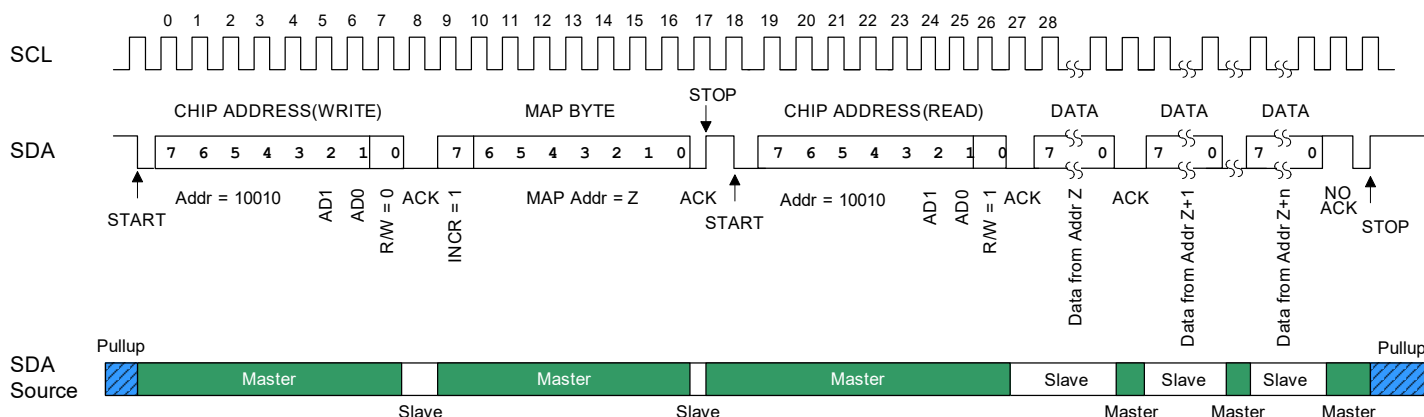 0 1 2 3 4 5 6 7 8 9 10 11 12 13 14 15 16 17 18 19 20 21 22 23 24 25 26 27 28
SCL
STOP
CHIP ADDRESS(WRITE) MAP BYTE CHIP ADDRESS(READ) DATA DATA DATA
SDA
7 6 5 4 3 2 1 0 7 6 5 4 3 2 1 0 7 6 5 4 3 2 1 0 7 0 7 0 7 0
START
Addr = 10010
AD1
AD0
R/W = 0
ACK
INCR = 1
MAP Addr = Z
ACK
START
Addr = 10010
AD1
AD0
R/W = 1
ACK
Data from Addr Z
ACK
Data from Addr Z+1
Data from Addr Z+n
NO
ACK
STOP
SDA
Source
Pullup Pullup
Master Master Master Slave Slave Slave
Slave Slave Master Master Master